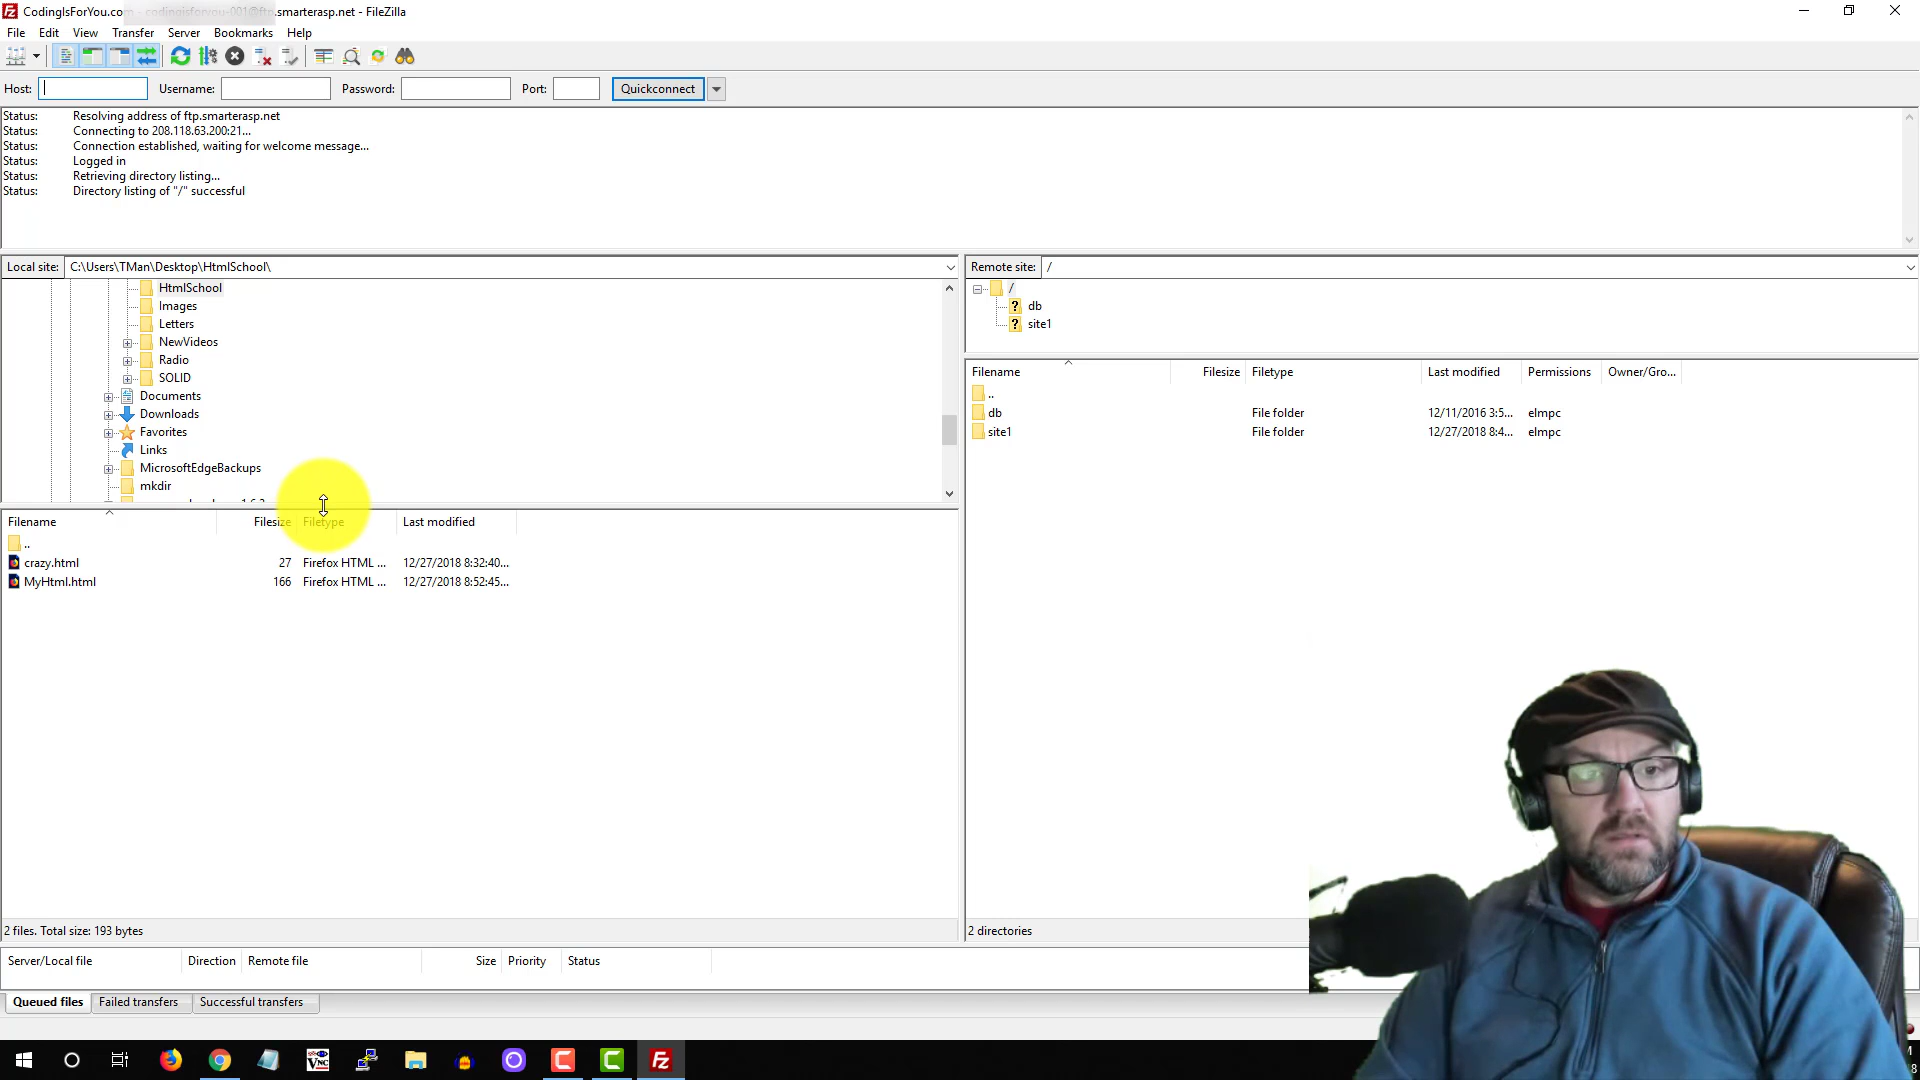 CodingIsForYou.com - codingisforyou-001@ftp.smarterasp.net - FileZilla
File Edit View Transfer Server Bookmarks Help
Host: Username: Password: Port: Quickconnect
Status: Resolving address of ftp.smarterasp.net
Status: Connecting to 208.118.63.200:21...
Status: Connection established, waiting for welcome message...
Status: Logged in
Status: Retrieving directory listing...
Status: Directory listing of "/" successful
Local site: C:\Users\TMan\Desktop\HtmlSchool\
HtmlSchool
Images
Letters
NewVideos
Radio
SOLID
Documents
Downloads
Favorites
Links
MicrosoftEdgeBackups
mkdir
Filename Filesize Filetype Last modified
..
crazy.html 27 Firefox HTML ... 12/27/2018 8:32:40...
MyHtml.html 166 Firefox HTML ... 12/27/2018 8:52:45...
2 files. Total size: 193 bytes
Remote site: /
/
? db
? site1
Filename Filesize Filetype Last modified Permissions Owner/Gro...
..
db File folder 12/11/2016 3:5... elmpc
site1 File folder 12/27/2018 8:4... elmpc
2 directories
Server/Local file Direction Remote file Size Priority Status
Queued files Failed transfers Successful transfers